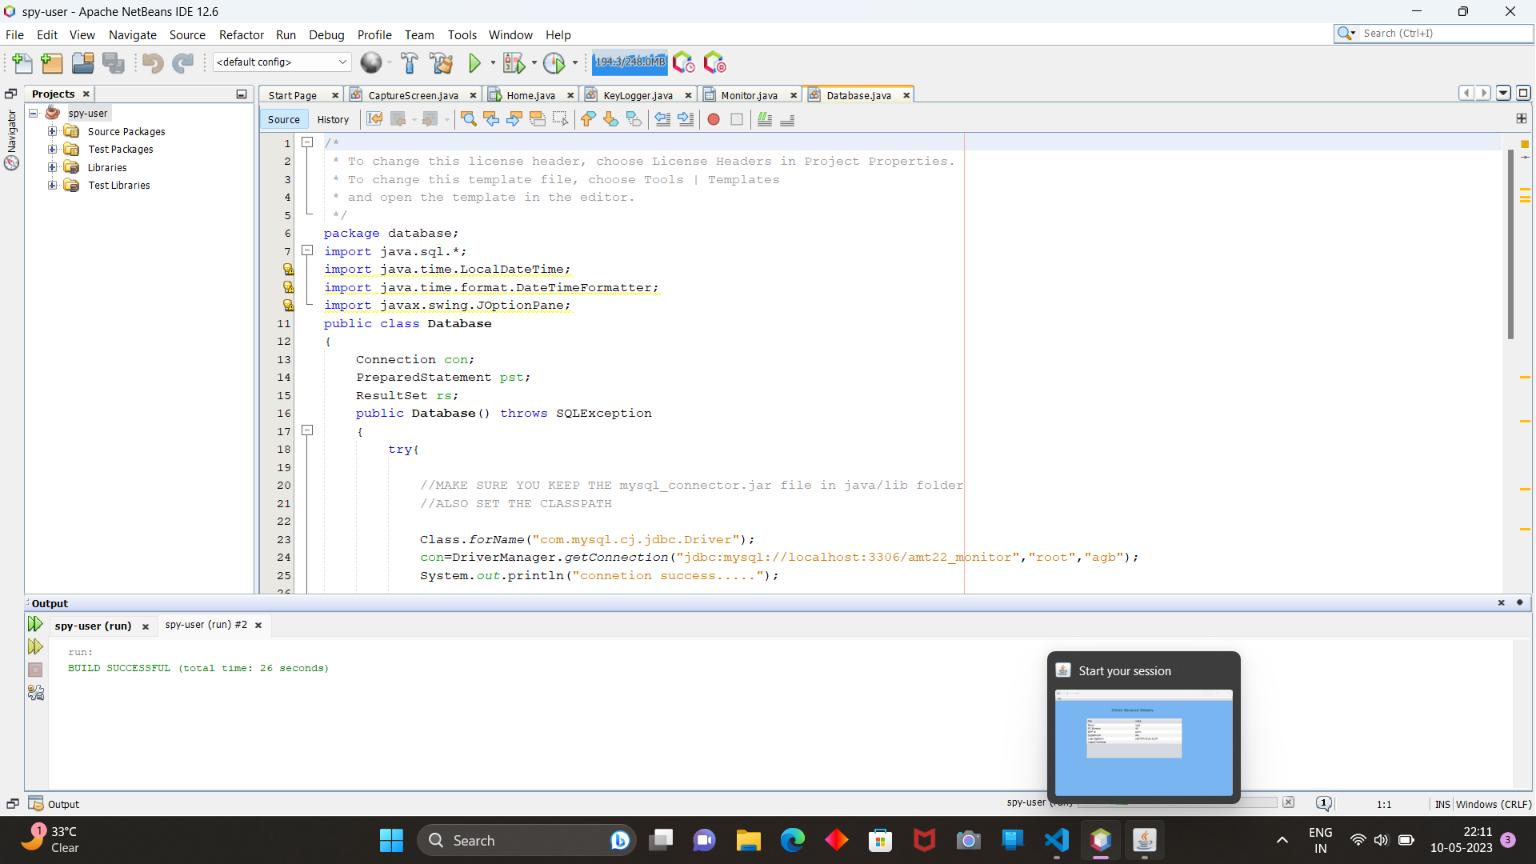 spy-user - Apache NetBeans IDE 12.6
File Edit View Navigate Source Refactor Run Debug Profile Team Tools Window Help
Search (Ctrl+I)
<default config>
194.3/248.0MB
Projects
Start Page
CaptureScreen.java
Home.java
KeyLogger.java
Monitor.java
Database.java
Navigator
spy-user
Source Packages
Test Packages
Libraries
Test Libraries
Source History
1 /*
2 * To change this license header, choose License Headers in Project Properties.
3 * To change this template file, choose Tools | Templates
4 * and open the template in the editor.
5 */
6 package database;
7 import java.sql.*;
import java.time.LocalDateTime;
import java.time.format.DateTimeFormatter;
import javax.swing.JOptionPane;
11 public class Database
12 {
13 Connection con;
14 PreparedStatement pst;
15 ResultSet rs;
16 public Database() throws SQLException
17 {
18 try{
19
20 //MAKE SURE YOU KEEP THE mysql_connector.jar file in java/lib folder
21 //ALSO SET THE CLASSPATH
22
23 Class.forName("com.mysql.cj.jdbc.Driver");
24 con=DriverManager.getConnection("jdbc:mysql://localhost:3306/amt22_monitor","root","agb");
25 System.out.println("connetion success.....");
26
Output
spy-user (run)
spy-user (run) #2
run:
BUILD SUCCESSFUL (total time: 26 seconds)
Start your session
Output
spy-user (run)
1
1:1
INS
Windows (CRLF)
1
33°C
Clear
Search
ENG
IN
22:11
10-05-2023
3